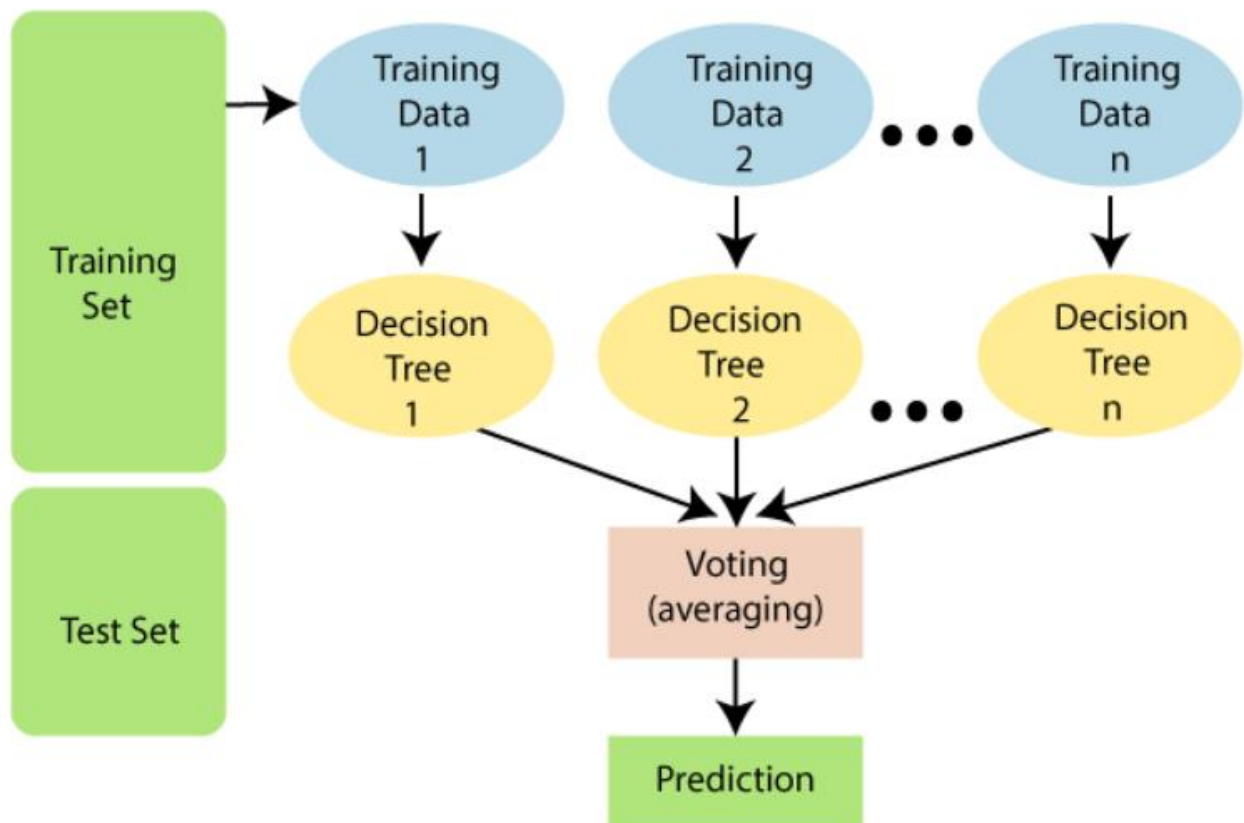 Training
Set
Training
Data
1
Training
Data
2
Training
Data
n
Decision
Tree
1
Decision
Tree
2
Decision
Tree
n
Test Set
Voting
(averaging)
Prediction